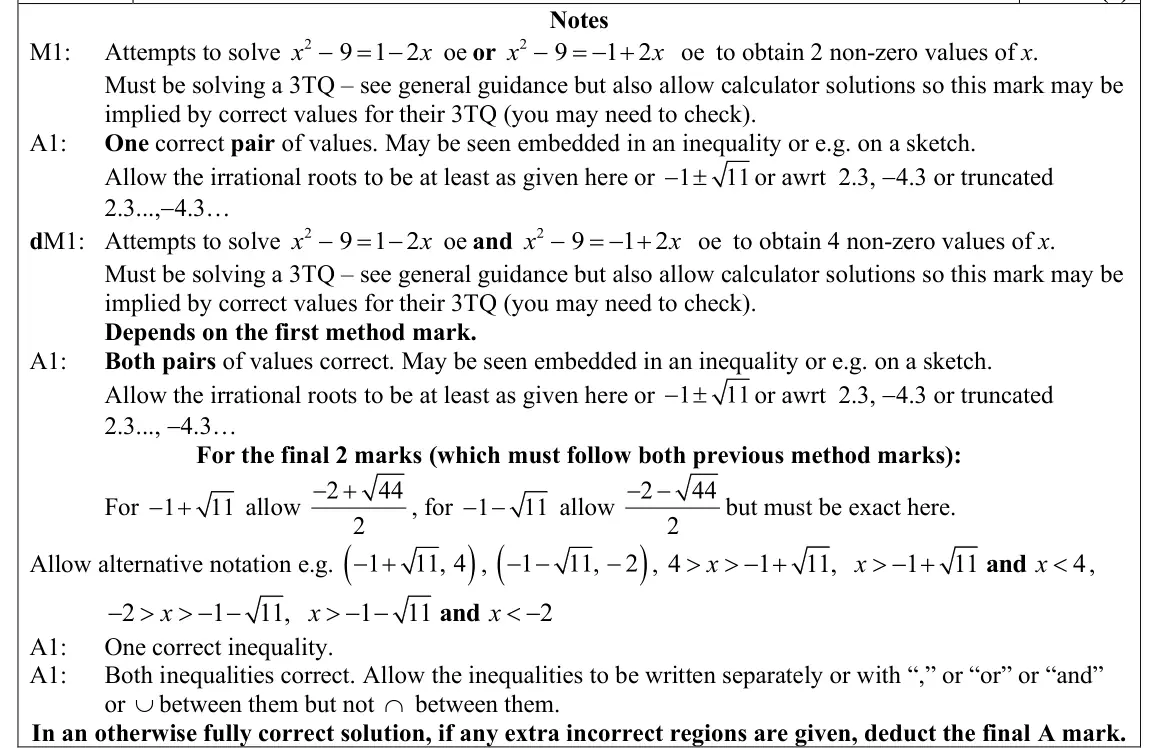 Notes
M1: Attempts to solve x² – 9 = 1 – 2x oe or x² – 9 = –1 + 2x oe to obtain 2 non-zero values of x.
Must be solving a 3TQ – see general guidance but also allow calculator solutions so this mark may be
implied by correct values for their 3TQ (you may need to check).
A1: One correct pair of values. May be seen embedded in an inequality or e.g. on a sketch.
Allow the irrational roots to be at least as given here or –1 ± √11 or awrt 2.3, –4.3 or truncated
2.3...,–4.3…
dM1: Attempts to solve x² – 9 = 1 – 2x oe and x² – 9 = –1 + 2x oe to obtain 4 non-zero values of x.
Must be solving a 3TQ – see general guidance but also allow calculator solutions so this mark may be
implied by correct values for their 3TQ (you may need to check).
Depends on the first method mark.
A1: Both pairs of values correct. May be seen embedded in an inequality or e.g. on a sketch.
Allow the irrational roots to be at least as given here or –1 ± √11 or awrt 2.3, –4.3 or truncated
2.3..., –4.3…
For the final 2 marks (which must follow both previous method marks):
For –1 + √11 allow (–2 + √44)/2, for –1 – √11 allow (–2 – √44)/2 but must be exact here.
Allow alternative notation e.g. (–1 + √11, 4), (–1 – √11, –2), 4 > x > –1 + √11, x > –1 + √11 and x < 4,
–2 > x > –1 – √11, x > –1 – √11 and x < –2
A1: One correct inequality.
A1: Both inequalities correct. Allow the inequalities to be written separately or with “,” or “or” or “and”
or ∪ between them but not ∩ between them.
In an otherwise fully correct solution, if any extra incorrect regions are given, deduct the final A mark.